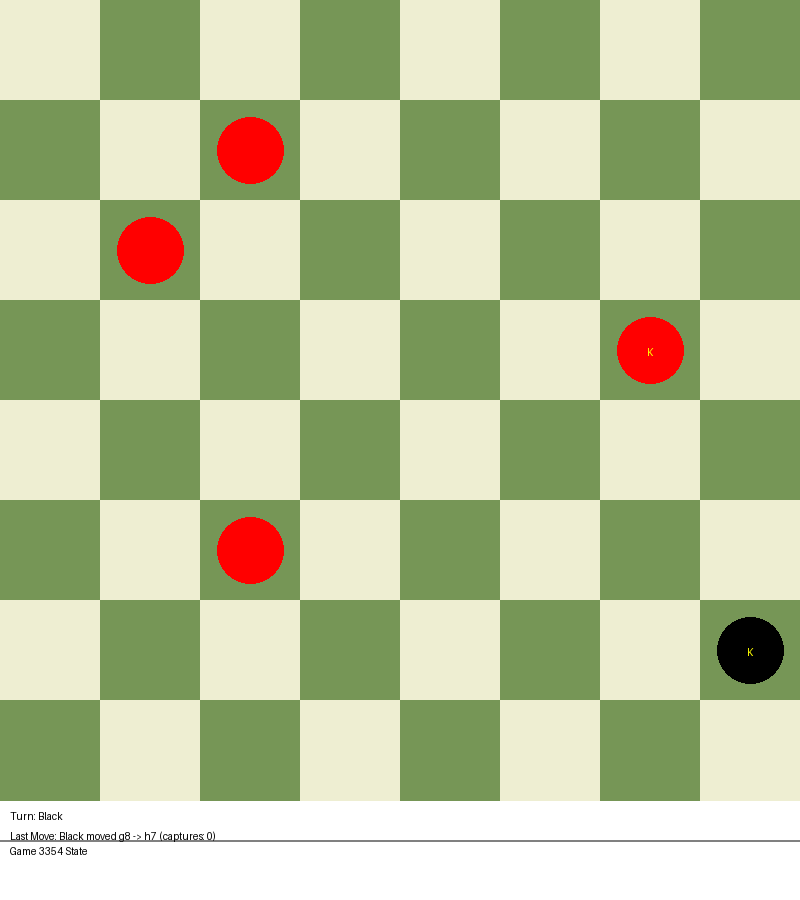 K
K
Turn: Black
Last Move: Black moved g8 -> h7 (captures: 0)
Game 3354 State